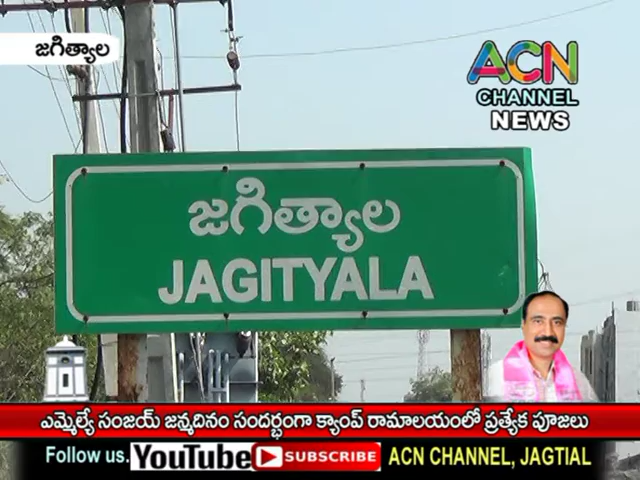 జగిత్యాల
ACN
CHANNEL
NEWS
జగిత్యాల
JAGITYALA
ఎమ్మెల్యే సంజయ్ జన్మదినం సందర్భంగా క్యాంప్ రామాలయంలో ప్రత్యేక పూజలు
Follow us. YouTube SUBSCRIBE ACN CHANNEL, JAGTIAL